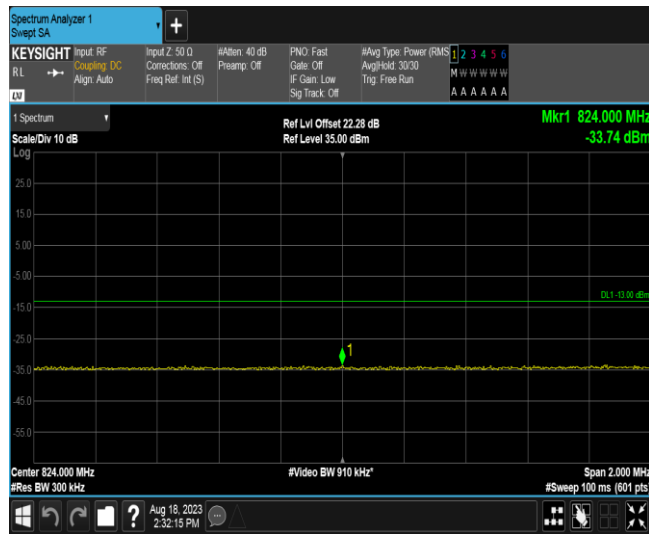 Spectrum Analyzer 1
Swept SA
KEYSIGHT
RL
LXI
Input: RF
Coupling: DC
Align: Auto
Input Z: 50 Ω
Corrections: Off
Freq Ref: Int (S)
#Atten: 40 dB
Preamp: Off
PNO: Fast
Gate: Off
IF Gain: Low
Sig Track: Off
#Avg Type: Power (RMS
Avg|Hold: 30/30
Trig: Free Run
1 2 3 4 5 6
M W W W W W
A A A A A A
1 Spectrum
Scale/Div 10 dB
Log
Ref Lvl Offset 22.28 dB
Ref Level 35.00 dBm
Mkr1 824.000 MHz
-33.74 dBm
25.0
15.0
5.00
-5.00
DL1 -13.00 dBm
-15.0
-25.0
1
-35.0
-45.0
-55.0
Center 824.000 MHz
#Video BW 910 kHz*
Span 2.000 MHz
#Res BW 300 kHz
#Sweep 100 ms (601 pts
?
Aug 18, 2023
2:32:15 PM